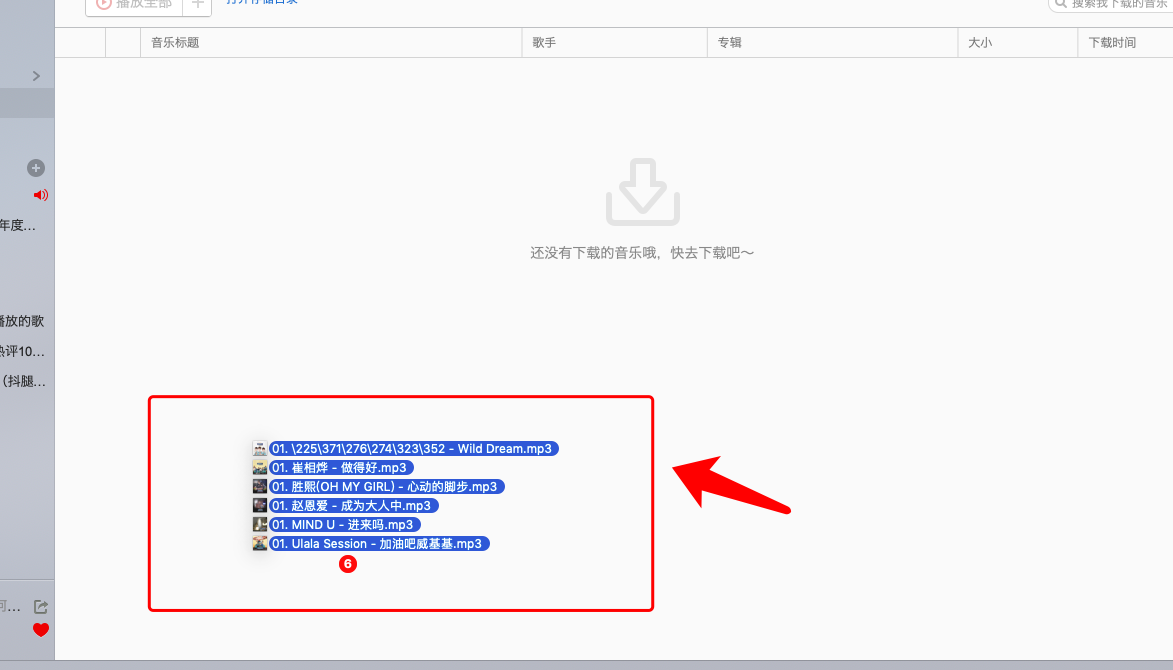 播放全部
打开存储目录
搜索我下载的音乐
音乐标题 歌手 专辑 大小 下载时间
年度...
还没有下载的音乐哦，快去下载吧～
播放的歌
热评10...
（抖腿...
01. \225\371\276\274\323\352 - Wild Dream.mp3
01. 崔相烨 - 做得好.mp3
01. 胜熙(OH MY GIRL) - 心动的脚步.mp3
01. 赵恩爱 - 成为大人中.mp3
01. MIND U - 进来吗.mp3
01. Ulala Session - 加油吧威基基.mp3
6